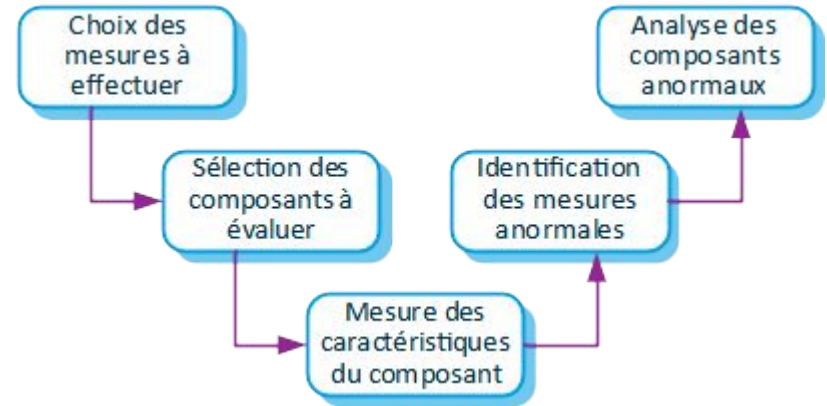 Choix des
mesures à
effectuer
Sélection des
composants à
évaluer
Mesure des
caractéristiques
du composant
Identification
des mesures
anormales
Analyse des
composants
anormaux